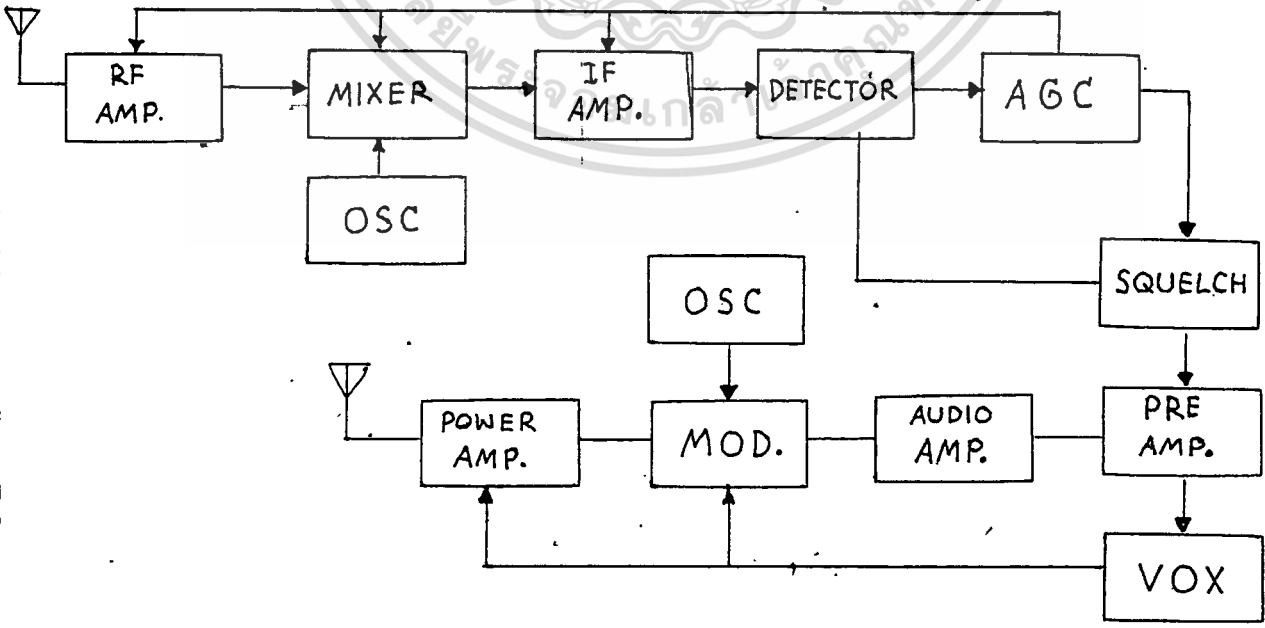 RF
AMP.
MIXER
IF
AMP.
DETECTOR
AGC
OSC
SQUELCH
OSC
POWER
AMP.
MOD.
AUDIO
AMP.
PRE
AMP.
VOX